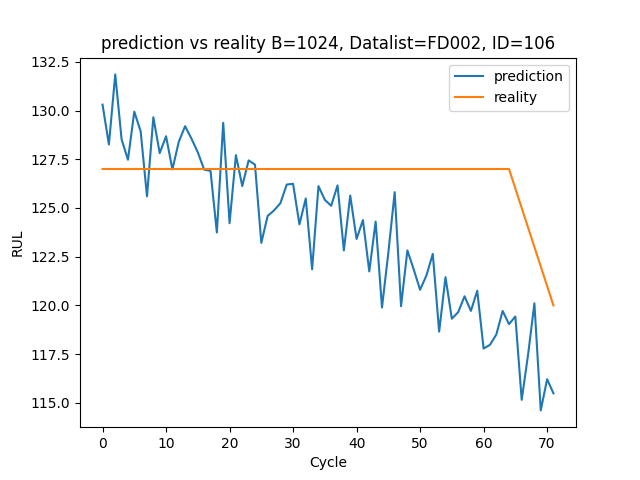 prediction vs reality B=1024, Datalist=FD002, ID=106
prediction
reality
132.5
130.0
127.5
125.0
122.5
120.0
117.5
115.0
RUL
0 10 20 30 40 50 60 70
Cycle